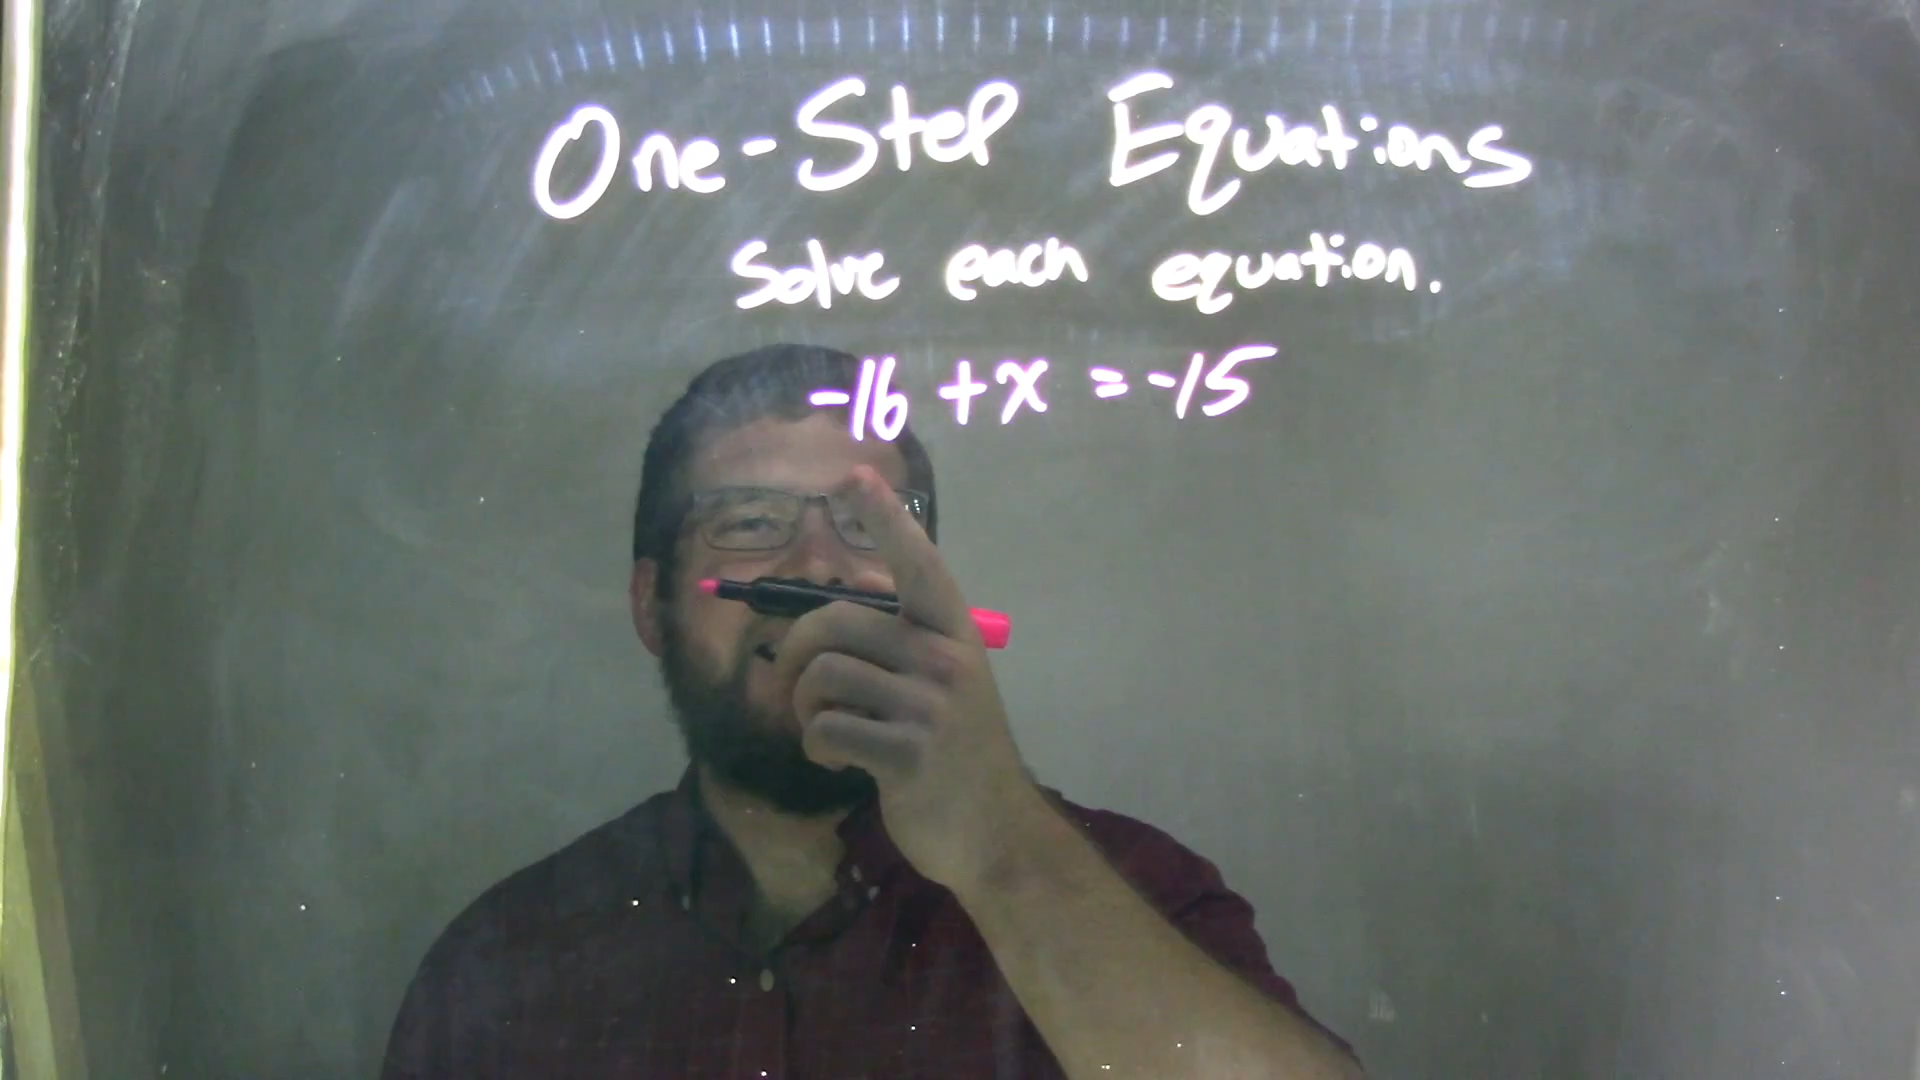 One-Step Equations
Solve each equation.
-16 + x = -15